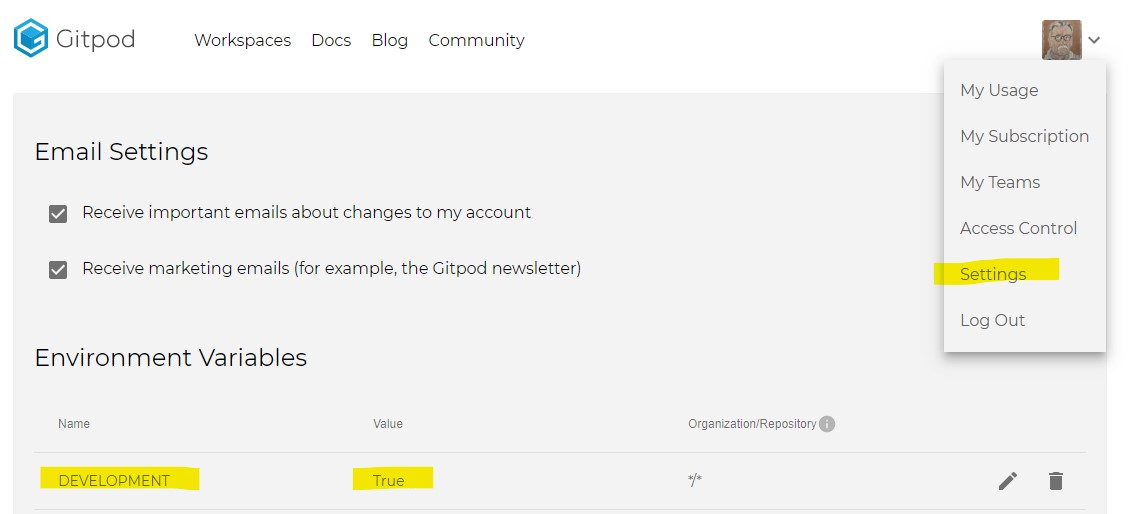 Gitpod
Workspaces Docs Blog Community
My Usage
My Subscription
My Teams
Access Control
Settings
Log Out
Email Settings
Receive important emails about changes to my account
Receive marketing emails (for example, the Gitpod newsletter)
Environment Variables
Name Value Organization/Repository
DEVELOPMENT True */*